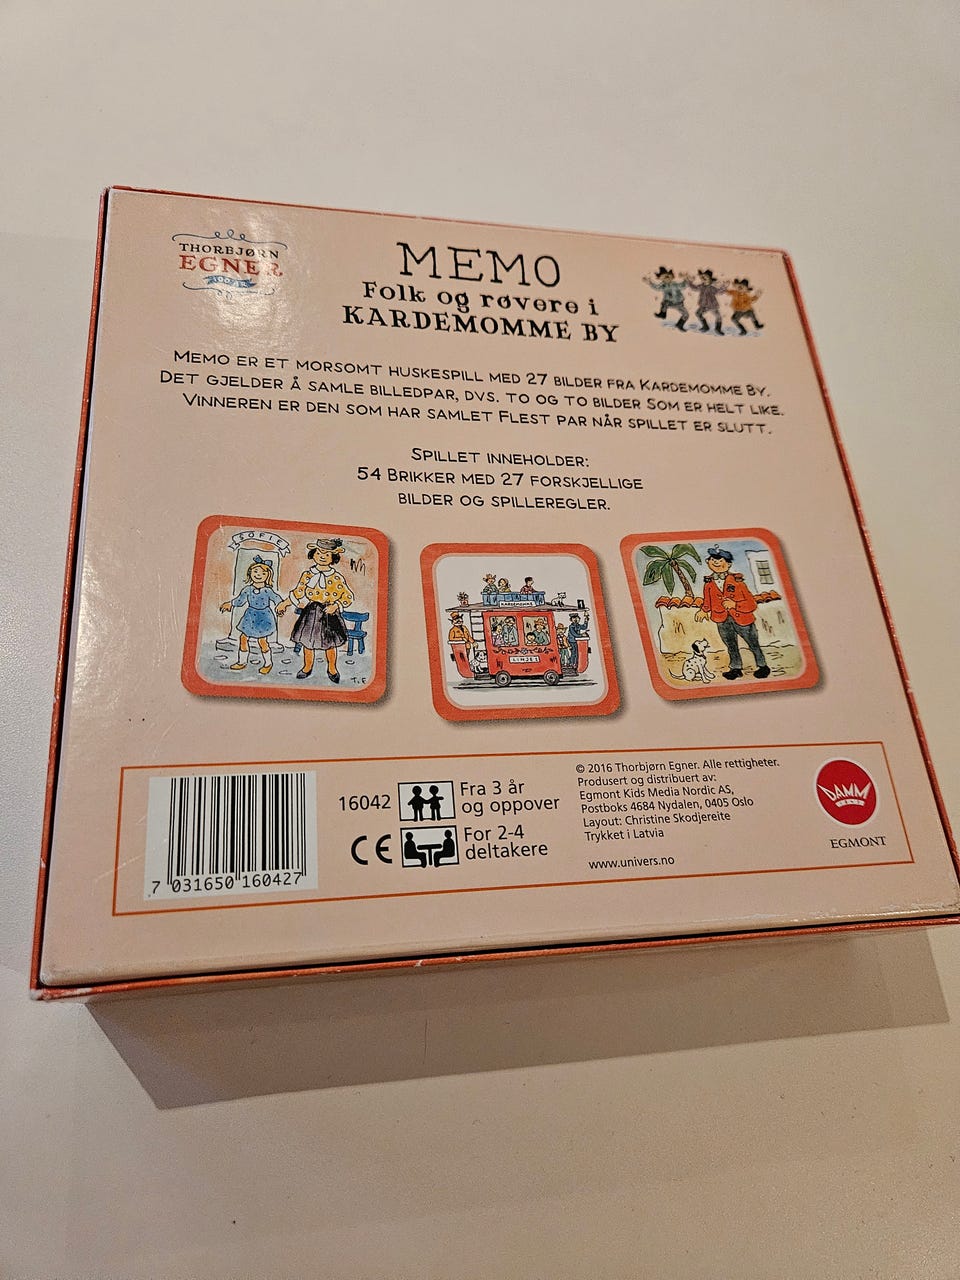 THORBJØRN
EGNER
MEMO
Folk og røvere i
KARDEMOMME BY
MEMO ER ET MORSOMT HUSKESPILL MED 27 BILDER FRA KARDEMOMME BY.
DET GJELDER Å SAMLE BILLEDPAR, DVS. TO OG TO BILDER SOM ER HELT LIKE.
VINNEREN ER DEN SOM HAR SAMLET FLEST PAR NÅR SPILLET ER SLUTT.
SPILLET INNEHOLDER:
54 BRIKKER MED 27 FORSKJELLIGE
BILDER OG SPILLEREGLER.
SOFIE
T.E
KARDEMOMME
LINJE 1
7 031650 160427
16042
Fra 3 år
og oppover
CE
For 2-4
deltakere
© 2016 Thorbjørn Egner. Alle rettigheter.
Produsert og distribuert av:
Egmont Kids Media Nordic AS,
Postboks 4684 Nydalen, 0405 Oslo
Layout: Christine Skodjereite
Trykket i Latvia
www.univers.no
DAMM
EGMONT